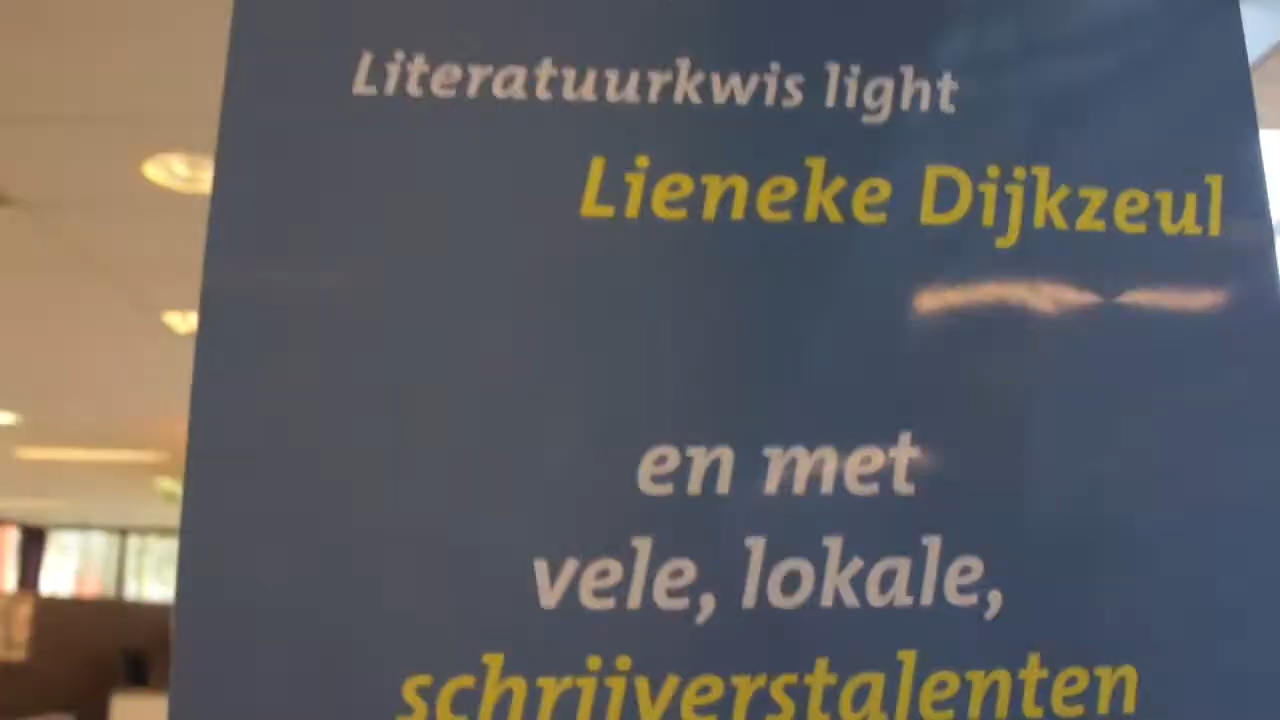 Literatuurkwis light
Lieneke Dijkzeul
en met
vele, lokale,
schrijverstalenten